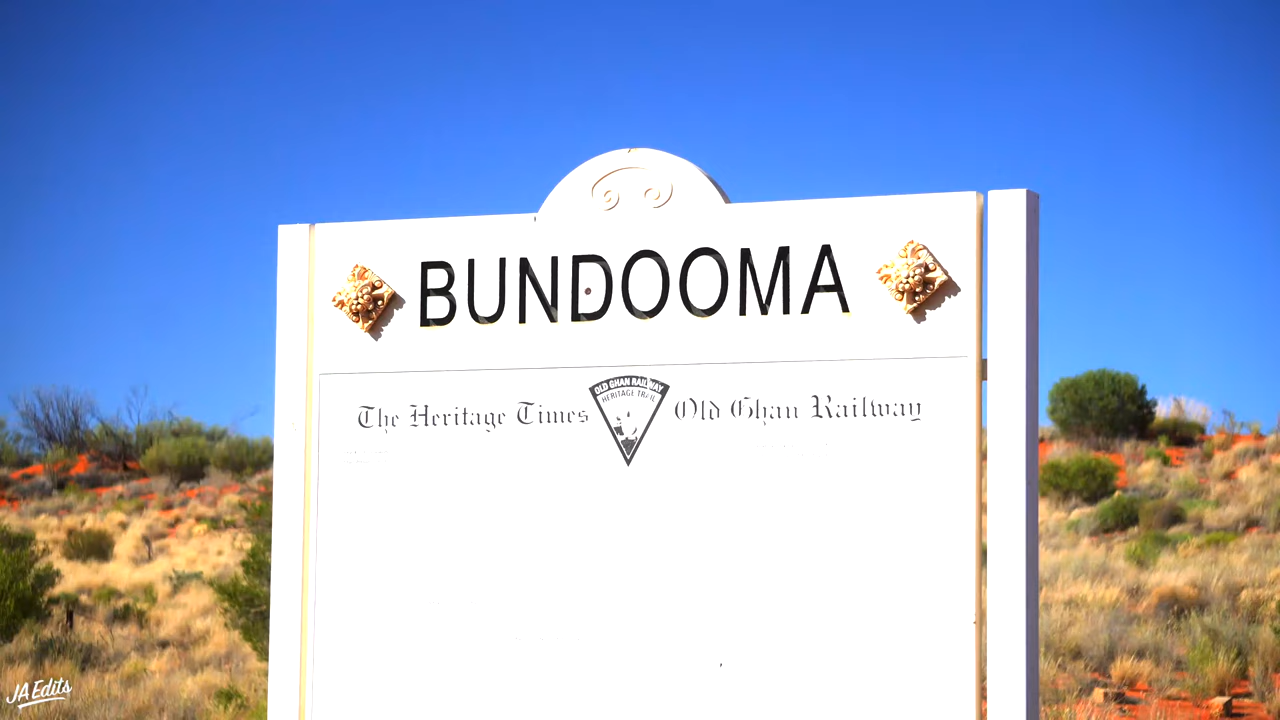 BUNDOOMA
OLD GHAN RAILWAY
HERITAGE TRAIL
The Heritage Times
Old Ghan Railway
JA Edits